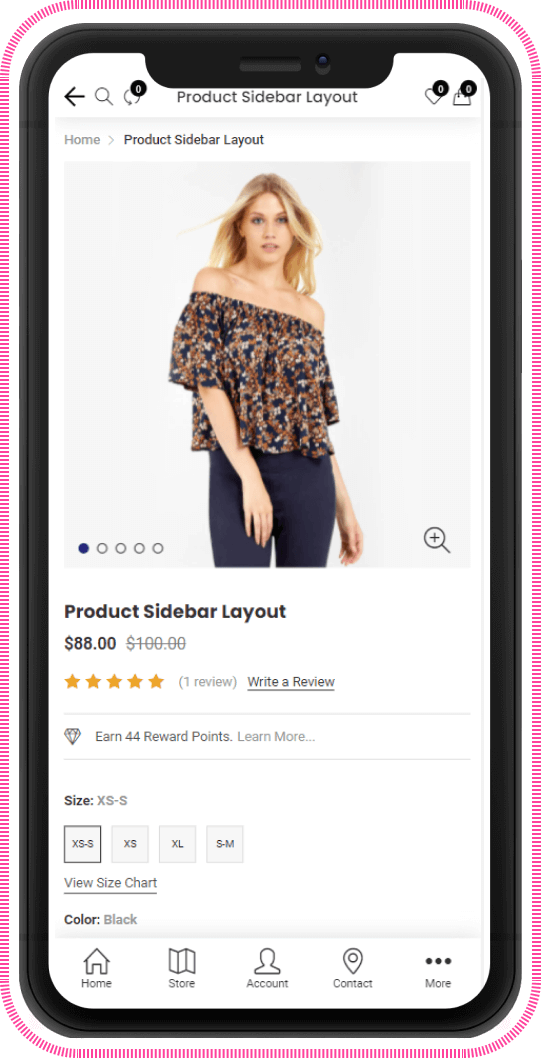 0
Product Sidebar Layout
0
0
Home > Product Sidebar Layout
Product Sidebar Layout
$88.00 $100.00
(1 review) Write a Review
Earn 44 Reward Points. Learn More...
Size: XS-S
XS-S XS XL S-M
View Size Chart
Color: Black
Home Store Account Contact More